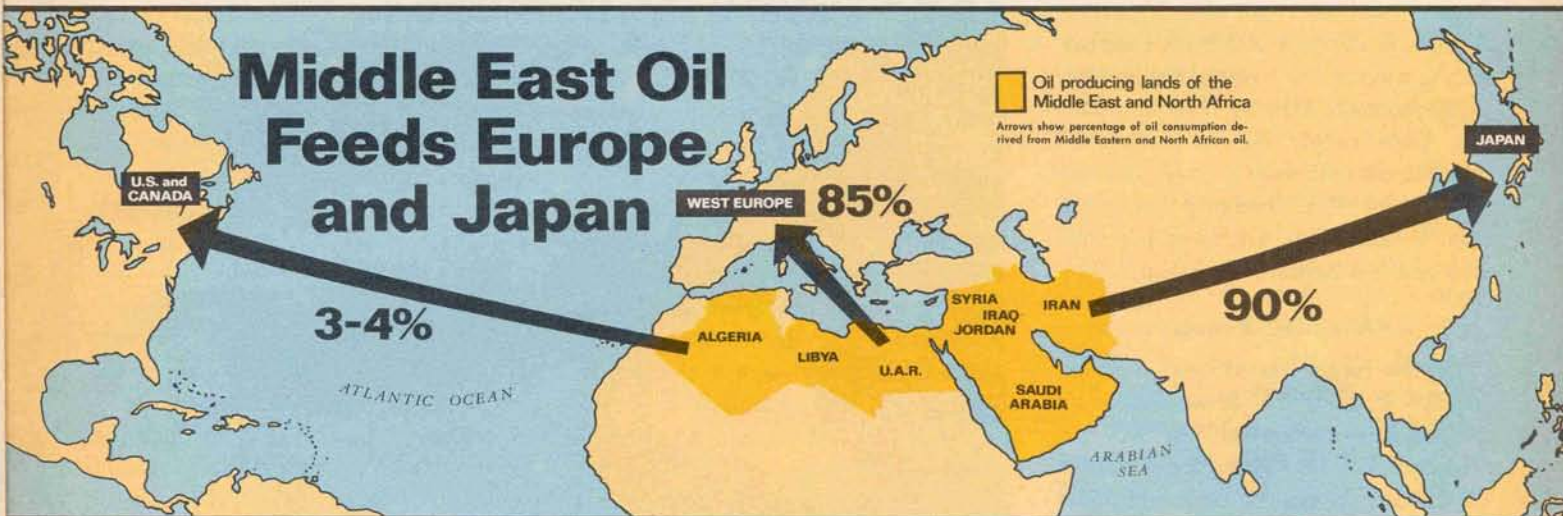 Middle East Oil
Feeds Europe
and Japan
Oil producing lands of the
Middle East and North Africa
Arrows show percentage of oil consumption de-
rived from Middle Eastern and North African oil.
JAPAN
U.S. and
CANADA
WEST EUROPE
85%
3-4%
90%
SYRIA
IRAQ
JORDAN
IRAN
ALGERIA
LIBYA
U.A.R.
SAUDI
ARABIA
ATLANTIC OCEAN
ARABIAN
SEA